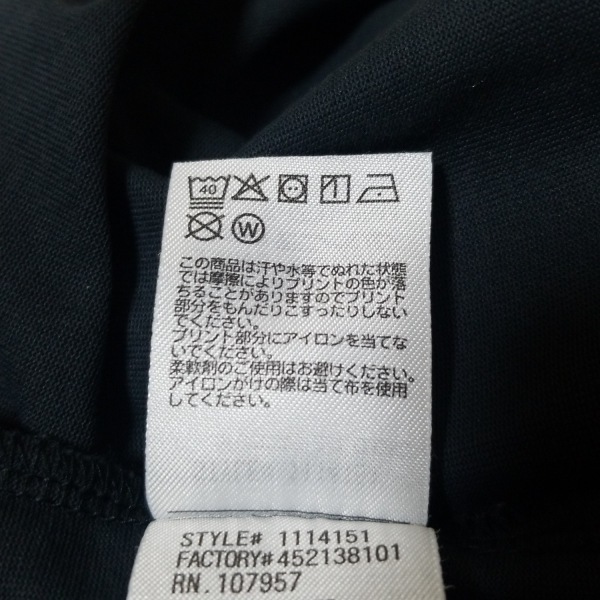 40
W
この商品は汗や水等でぬれた状態
では摩擦によりプリントの色が落
ちることがありますのでプリント
部分をもんだりこすったりしない
でください。
プリント部分にアイロンを当てな
いでください。
柔軟剤のご使用はお避けください。
アイロンがけの際は当て布を使用
してください。
STYLE# 1114151
FACTORY#452138101
RN.107957